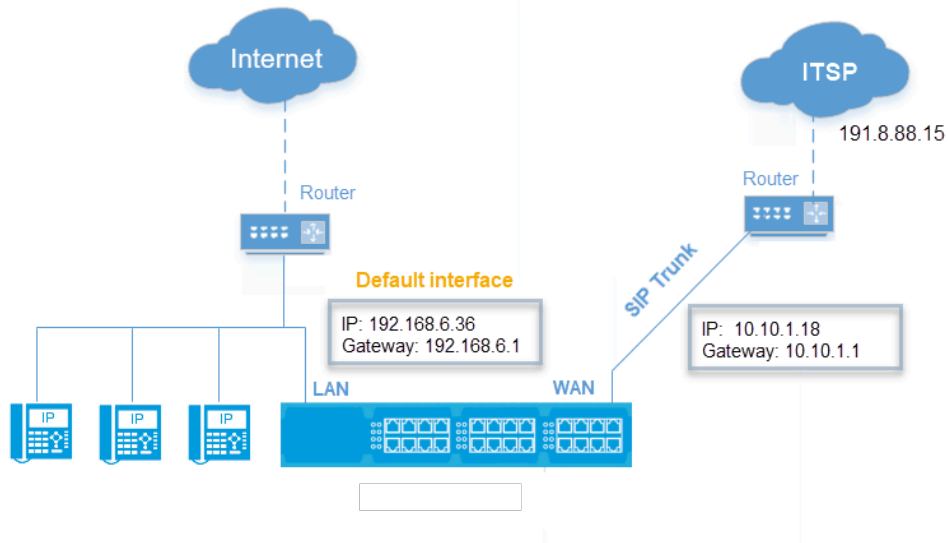 Internet
ITSP
191.8.88.15
Router
Router
Default interface
SIP Trunk
IP: 192.168.6.36
Gateway: 192.168.6.1
IP: 10.10.1.18
Gateway: 10.10.1.1
LAN
WAN
IP
IP
IP